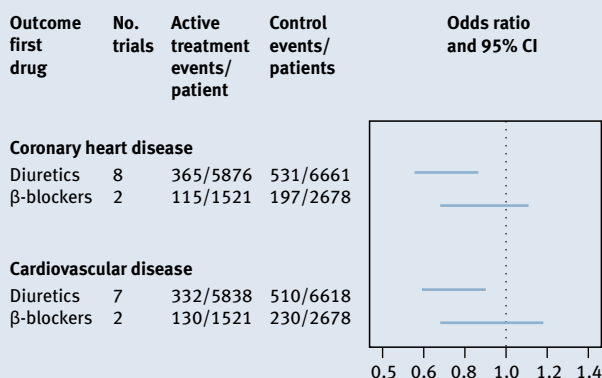 Outcome first drug No. trials Active treatment events/ patient Control events/ patients Odds ratio and 95% CI
Coronary heart disease
Diuretics 8 365/5876 531/6661
β-blockers 2 115/1521 197/2678
Cardiovascular disease
Diuretics 7 332/5838 510/6618
β-blockers 2 130/1521 230/2678
0.5 0.6 0.8 1.0 1.2 1.4